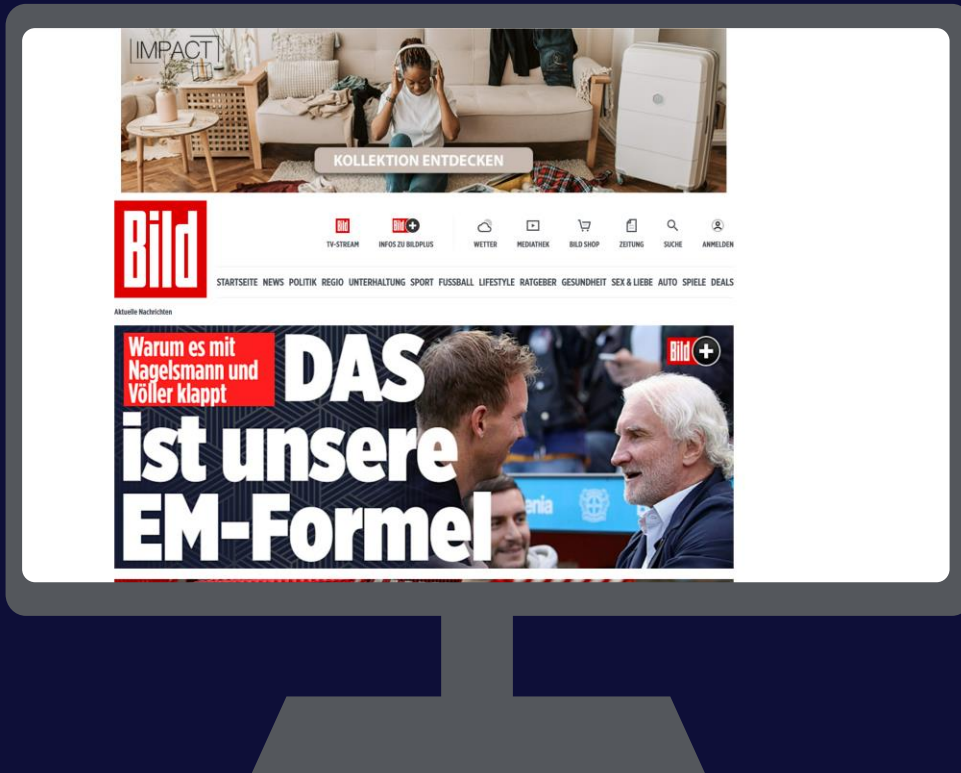 IMPACT
KOLLEKTION ENTDECKEN
Bild
Bild
TV-STREAM
Bild+
INFOS ZU BILDPLUS
WETTER
MEDIATHEK
BILD SHOP
ZEITUNG
SUCHE
ANMELDEN
STARTSEITE NEWS POLITIK REGIO UNTERHALTUNG SPORT FUSSBALL LIFESTYLE RATGEBER GESUNDHEIT SEX & LIEBE AUTO SPIELE DEALS
Aktuelle Nachrichten
Warum es mit
Nagelsmann und
Völler klappt
DAS
ist unsere
EM-Formel
Bild+